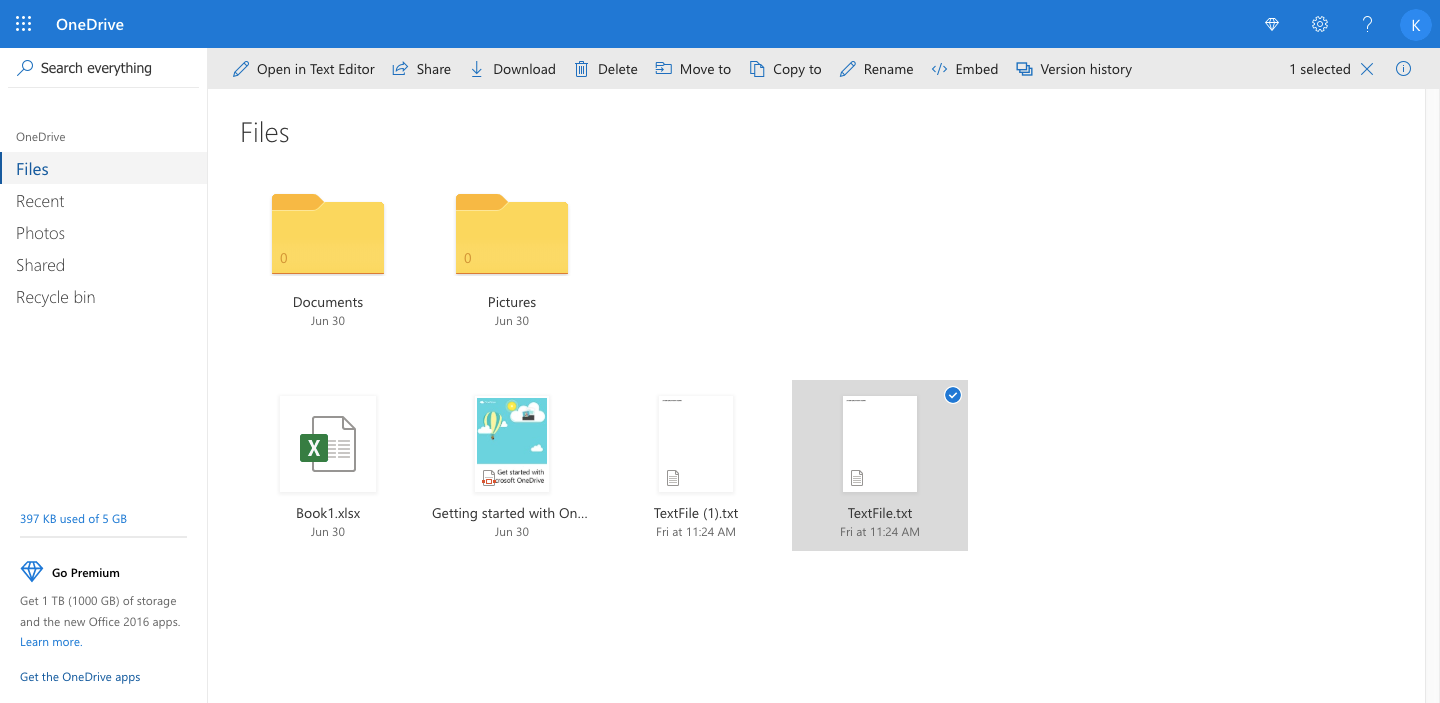 OneDrive
K
Search everything
Open in Text Editor
Share
Download
Delete
Move to
Copy to
Rename
Embed
Version history
1 selected
OneDrive
Files
Recent
Photos
Shared
Recycle bin
397 KB used of 5 GB
Go Premium
Get 1 TB (1000 GB) of storage
and the new Office 2016 apps.
Learn more.
Get the OneDrive apps
Files
0
Documents
Jun 30
0
Pictures
Jun 30
X
Book1.xlsx
Jun 30
Get started with
crosoft OneDrive
Getting started with On...
Jun 30
TextFile (1).txt
Fri at 11:24 AM
TextFile.txt
Fri at 11:24 AM